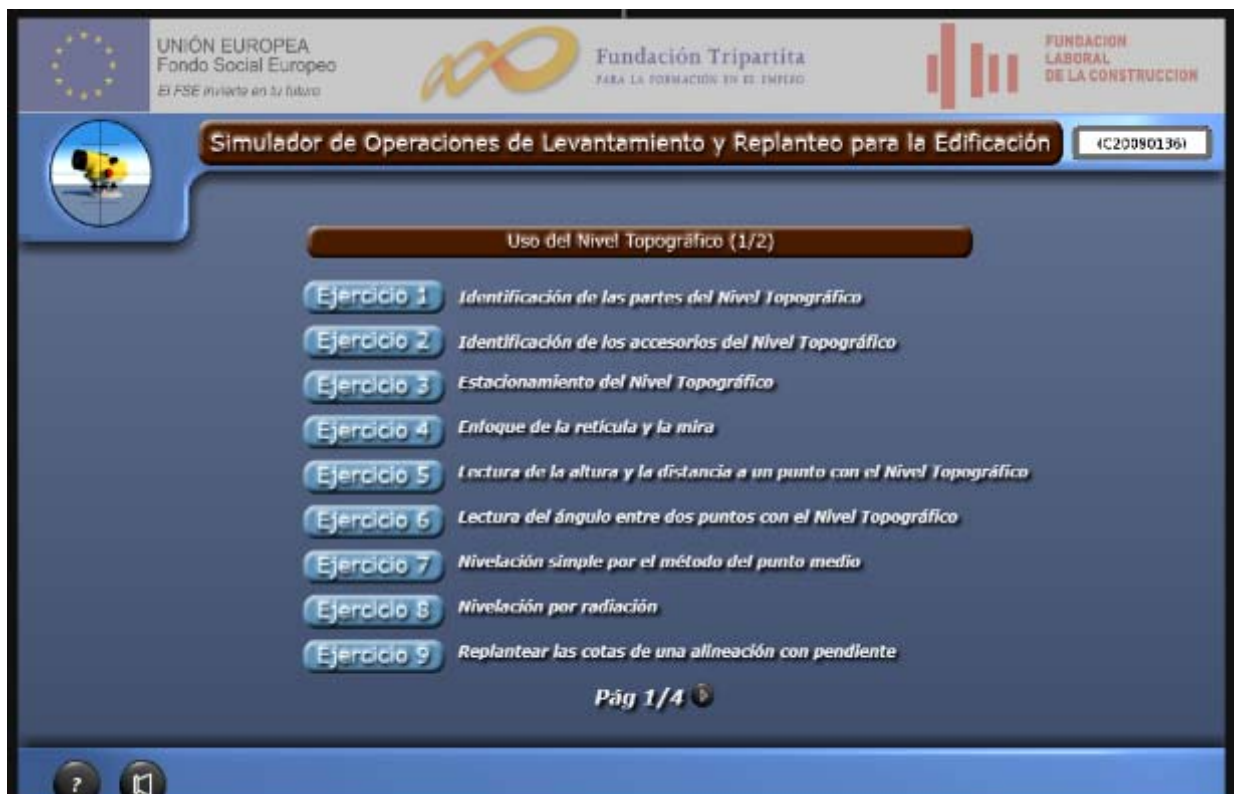 UNIÓN EUROPEA
Fondo Social Europeo
El FSE invierte en tu futuro
Fundación Tripartita
PARA LA FORMACIÓN EN EL EMPLEO
FUNDACION
LABORAL
DE LA CONSTRUCCION
Simulador de Operaciones de Levantamiento y Replanteo para la Edificación
(C20090136)
Uso del Nivel Topográfico (1/2)
Ejercicio 1 Identificación de las partes del Nivel Topográfico
Ejercicio 2 Identificación de los accesorios del Nivel Topográfico
Ejercicio 3 Estacionamiento del Nivel Topográfico
Ejercicio 4 Enfoque de la retícula y la mira
Ejercicio 5 Lectura de la altura y la distancia a un punto con el Nivel Topográfico
Ejercicio 6 Lectura del ángulo entre dos puntos con el Nivel Topográfico
Ejercicio 7 Nivelación simple por el método del punto medio
Ejercicio 8 Nivelación por radiación
Ejercicio 9 Replantear las cotas de una alineación con pendiente
Pág 1/4
?